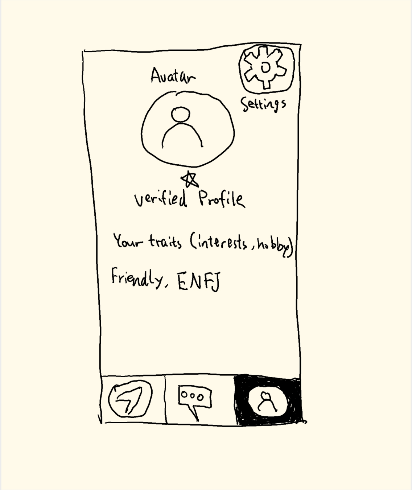 Avatar
Settings
verified Profile
Your traits (interests, hobby)
Friendly, ENFJ